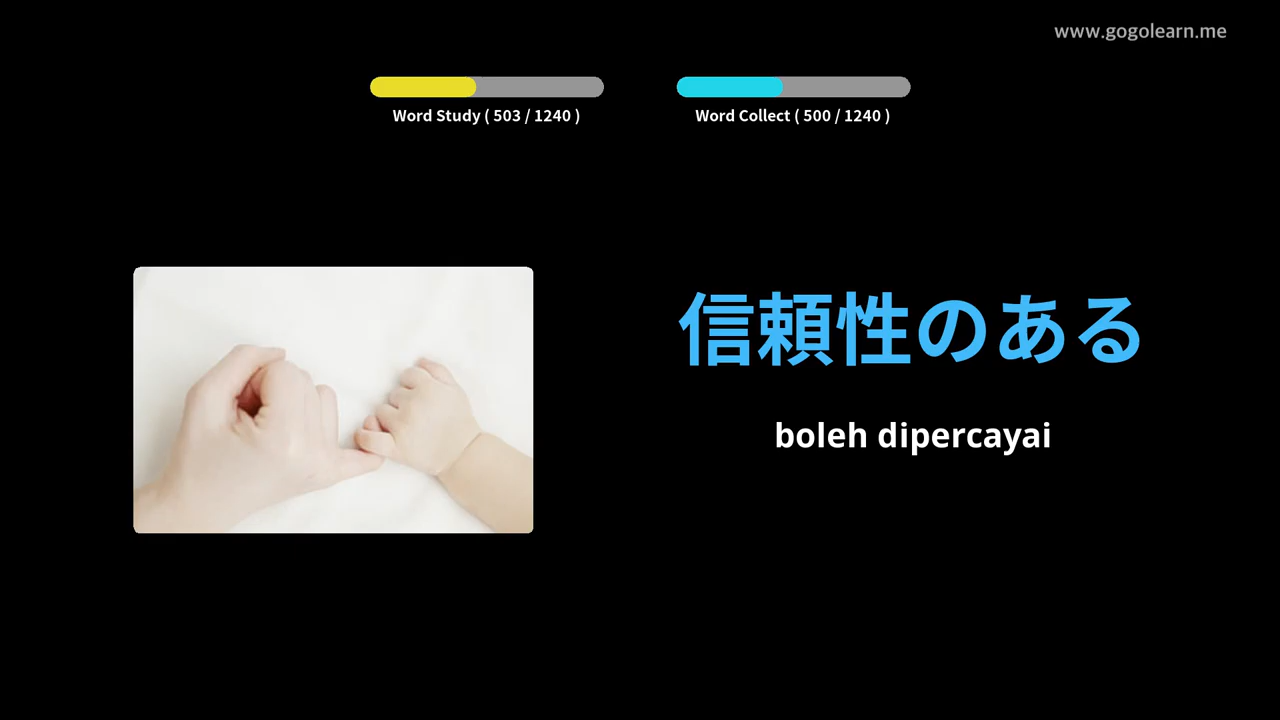 www.gogolearn.me
Word Study ( 503 / 1240 )
Word Collect ( 500 / 1240 )
信頼性のある
boleh dipercayai